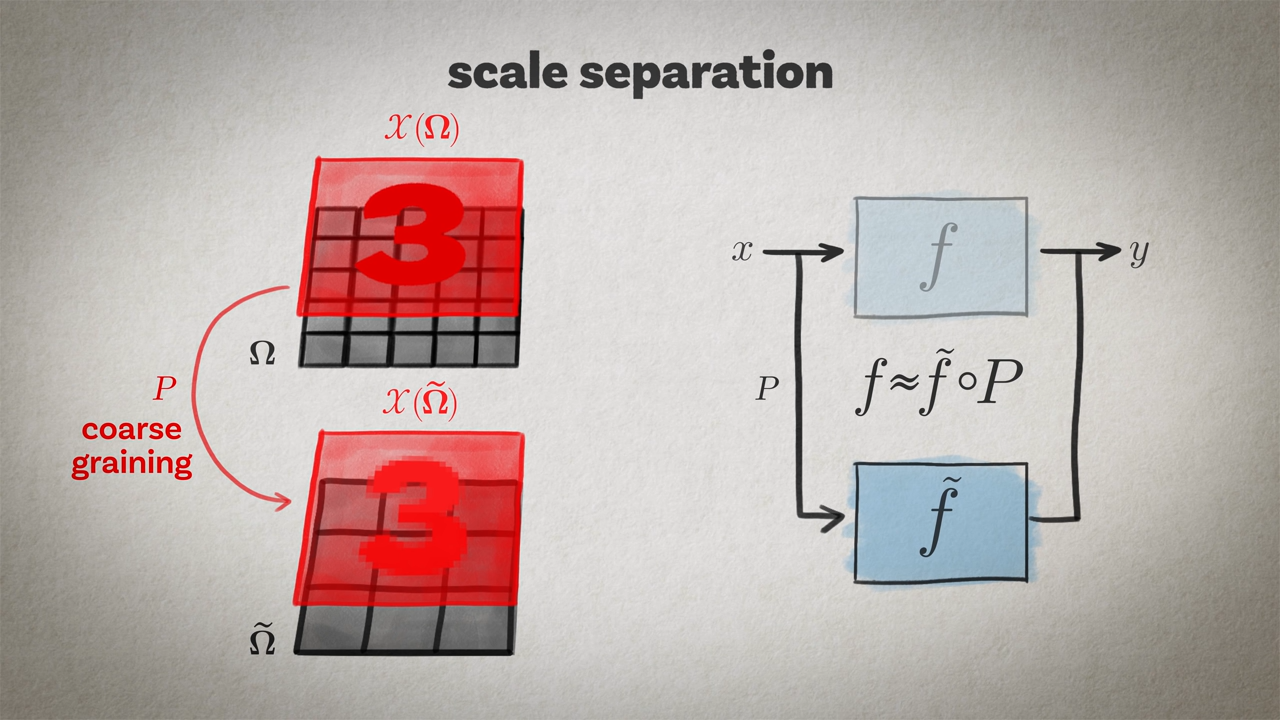 scale separation
𝒳(Ω)
3
Ω
P
coarse
graining
𝒳(Ω̃)
3
Ω̃
x
f
y
P
f≈f̃∘P
f̃